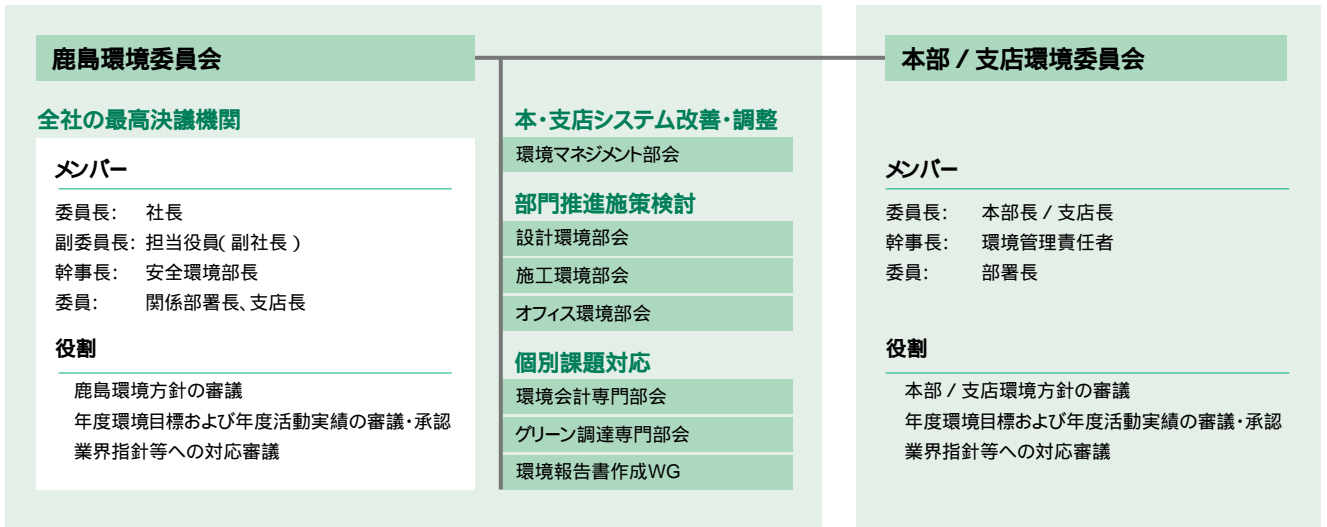 鹿島環境委員会
全社の最高決議機関
メンバー
委員長: 社長
副委員長: 担当役員(副社長)
幹事長: 安全環境部長
委員: 関係部署長、支店長
役割
鹿島環境方針の審議
年度環境目標および年度活動実績の審議・承認
業界指針等への対応審議
本・支店システム改善・調整
環境マネジメント部会
部門推進施策検討
設計環境部会
施工環境部会
オフィス環境部会
個別課題対応
環境会計専門部会
グリーン調達専門部会
環境報告書作成WG
本部/支店環境委員会
メンバー
委員長: 本部長/支店長
幹事長: 環境管理責任者
委員: 部署長
役割
本部/支店環境方針の審議
年度環境目標および年度活動実績の審議・承認
業界指針等への対応審議